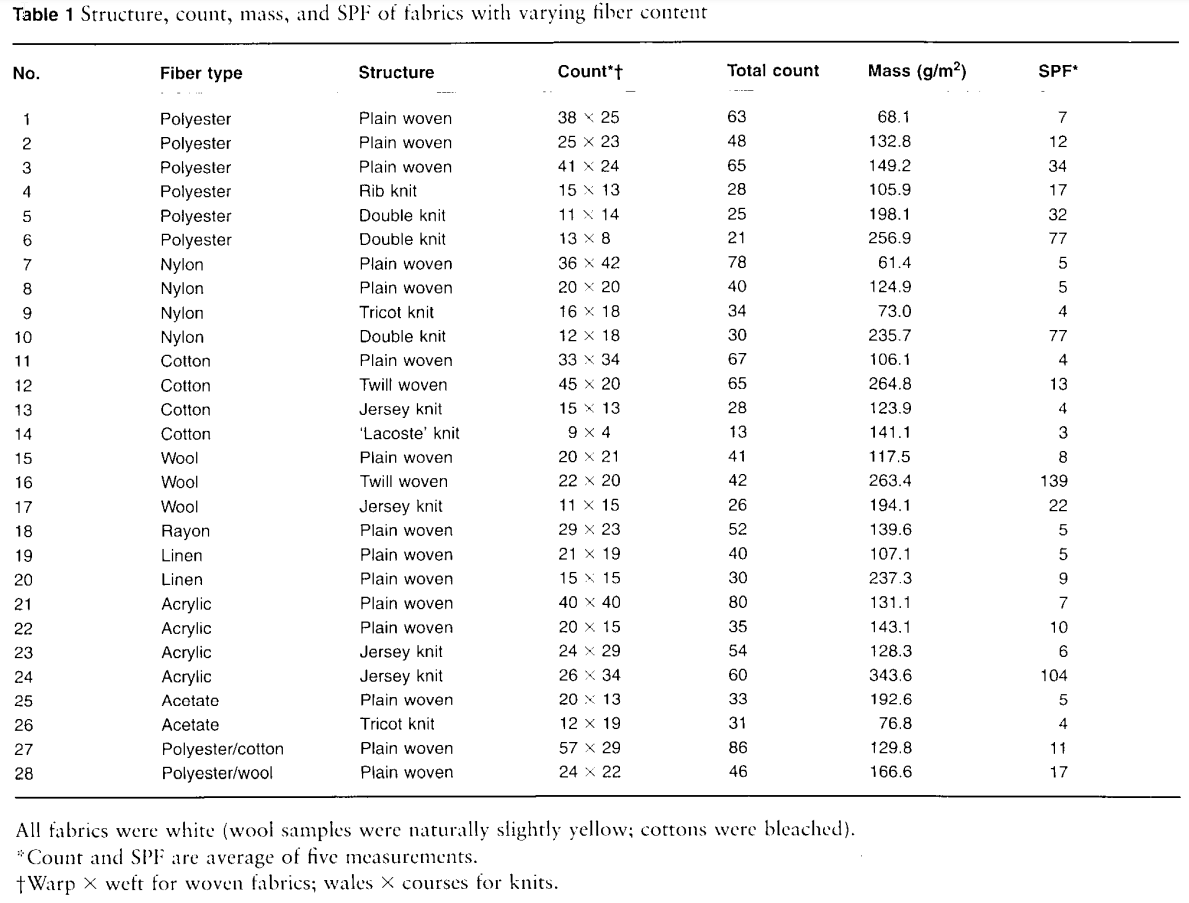 Table 1 Structure, count, mass, and SPF of fabrics with varying fiber content
No. Fiber type Structure Count*† Total count Mass (g/m²) SPF*
1 Polyester Plain woven 38 × 25 63 68.1 7
2 Polyester Plain woven 25 × 23 48 132.8 12
3 Polyester Plain woven 41 × 24 65 149.2 34
4 Polyester Rib knit 15 × 13 28 105.9 17
5 Polyester Double knit 11 × 14 25 198.1 32
6 Polyester Double knit 13 × 8 21 256.9 77
7 Nylon Plain woven 36 × 42 78 61.4 5
8 Nylon Plain woven 20 × 20 40 124.9 5
9 Nylon Tricot knit 16 × 18 34 73.0 4
10 Nylon Double knit 12 × 18 30 235.7 77
11 Cotton Plain woven 33 × 34 67 106.1 4
12 Cotton Twill woven 45 × 20 65 264.8 13
13 Cotton Jersey knit 15 × 13 28 123.9 4
14 Cotton 'Lacoste' knit 9 × 4 13 141.1 3
15 Wool Plain woven 20 × 21 41 117.5 8
16 Wool Twill woven 22 × 20 42 263.4 139
17 Wool Jersey knit 11 × 15 26 194.1 22
18 Rayon Plain woven 29 × 23 52 139.6 5
19 Linen Plain woven 21 × 19 40 107.1 5
20 Linen Plain woven 15 × 15 30 237.3 9
21 Acrylic Plain woven 40 × 40 80 131.1 7
22 Acrylic Plain woven 20 × 15 35 143.1 10
23 Acrylic Jersey knit 24 × 29 54 128.3 6
24 Acrylic Jersey knit 26 × 34 60 343.6 104
25 Acetate Plain woven 20 × 13 33 192.6 5
26 Acetate Tricot knit 12 × 19 31 76.8 4
27 Polyester/cotton Plain woven 57 × 29 86 129.8 11
28 Polyester/wool Plain woven 24 × 22 46 166.6 17
All fabrics were white (wool samples were naturally slightly yellow; cottons were bleached).
*Count and SPF are average of five measurements.
†Warp × weft for woven fabrics; wales × courses for knits.